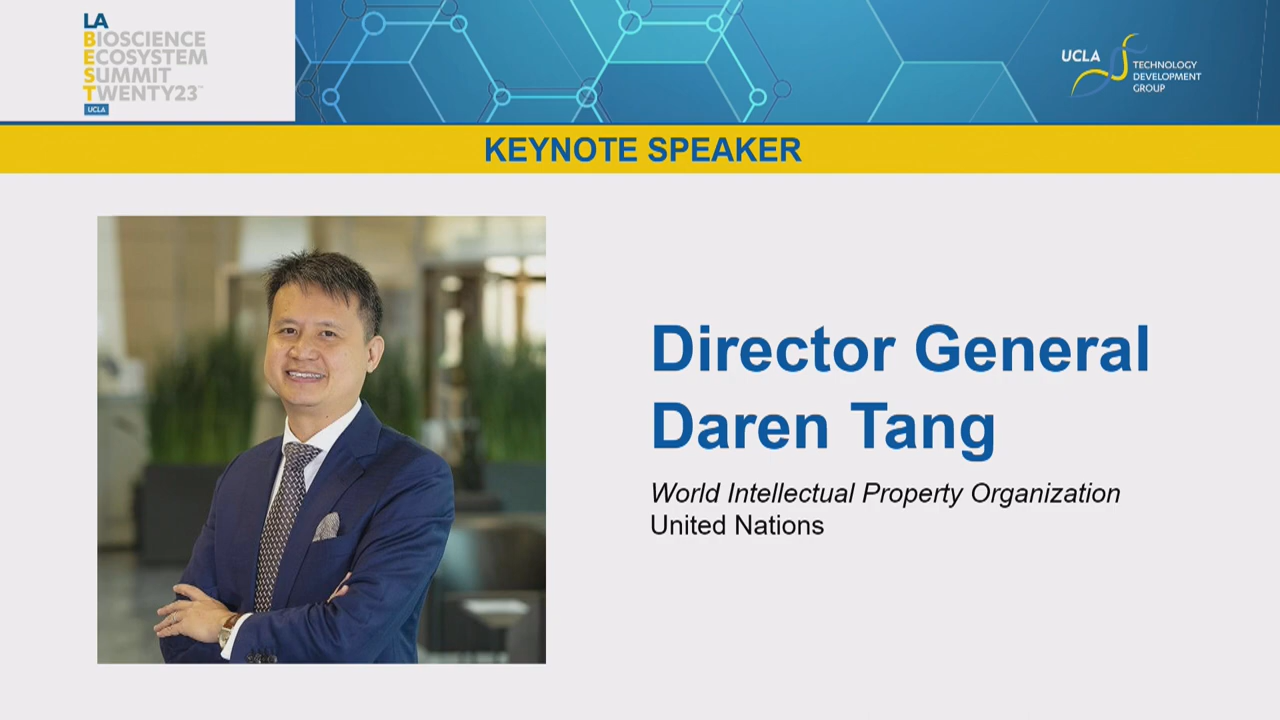 LA
BIOSCIENCE
ECOSYSTEM
SUMMIT
TWENTY23™
UCLA
UCLA
TECHNOLOGY
DEVELOPMENT
GROUP
KEYNOTE SPEAKER
Director General
Daren Tang
World Intellectual Property Organization
United Nations